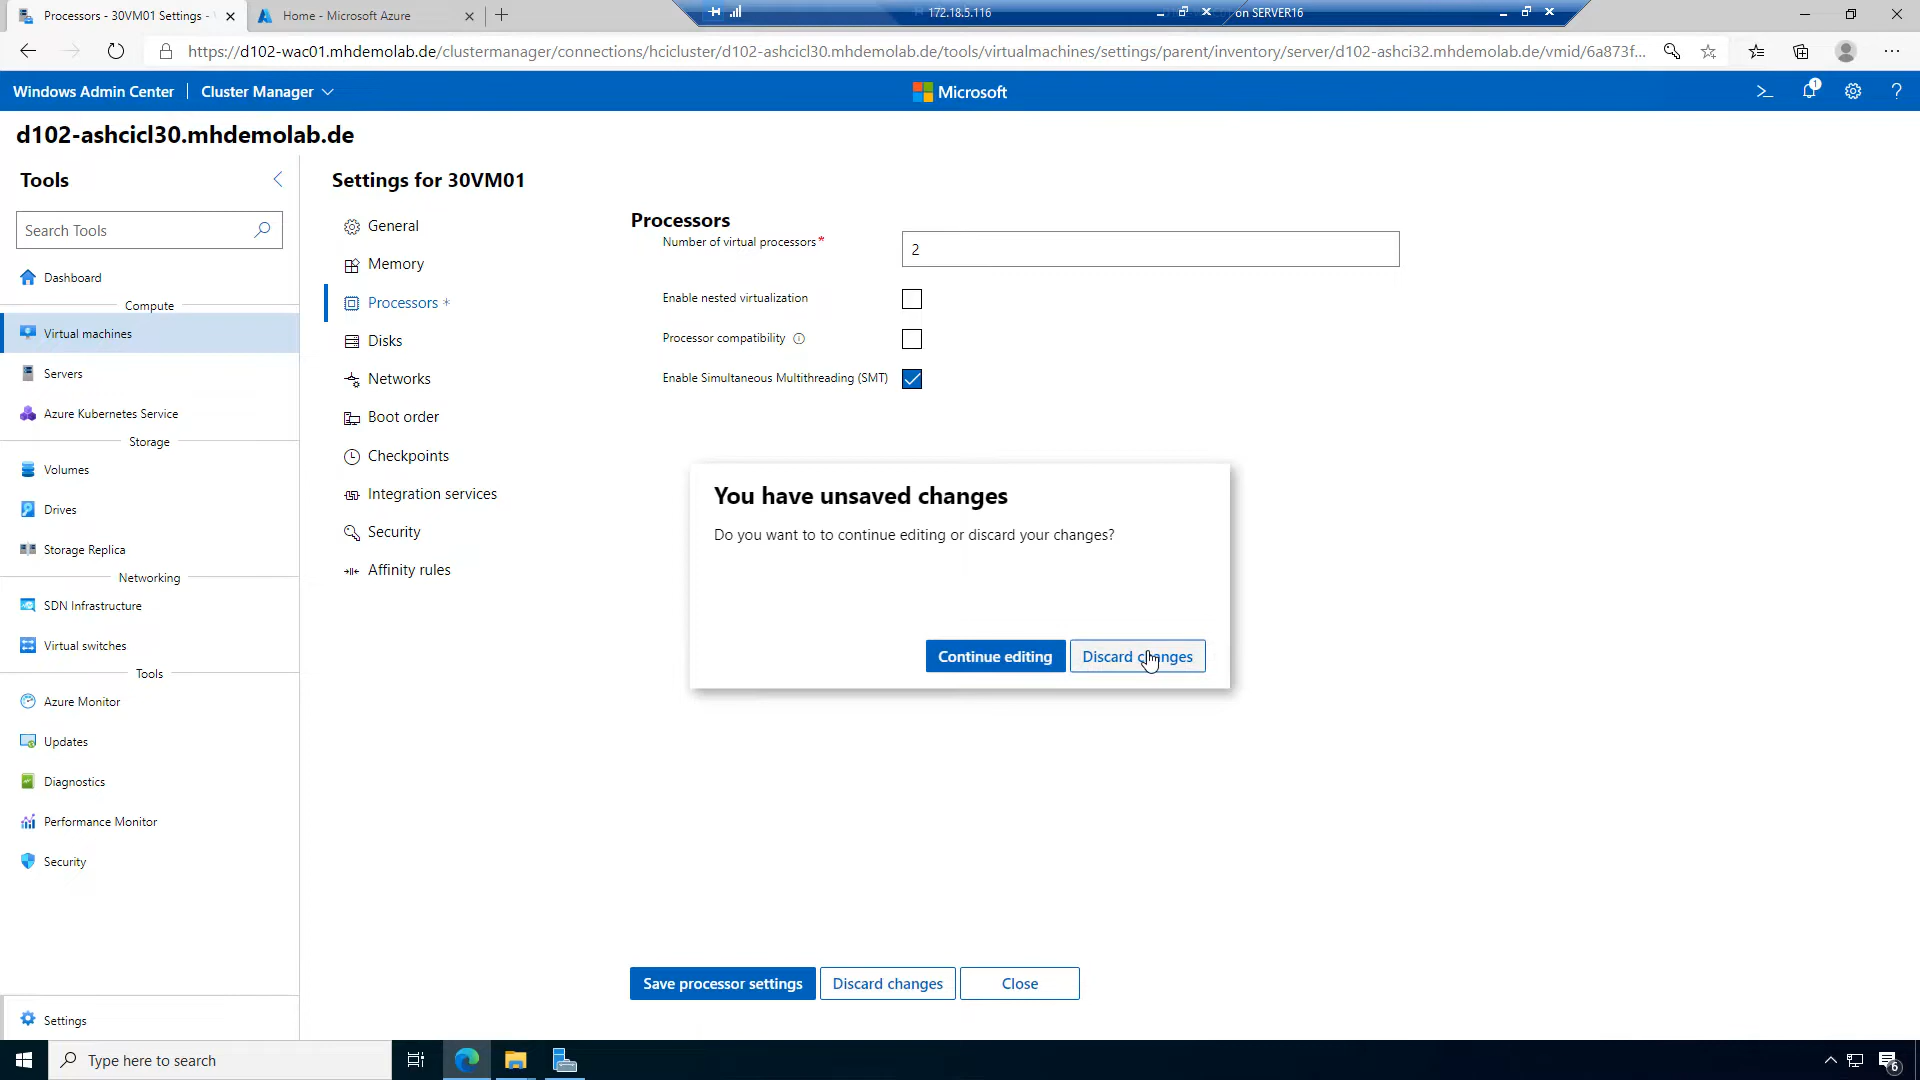 Processors - 30VM01 Settings -
Home - Microsoft Azure
172.18.5.116
on SERVER16
https://d102-wac01.mhdemolab.de/clustermanager/connections/hcicluster/d102-ashcicl30.mhdemolab.de/tools/virtualmachines/settings/parent/inventory/server/d102-ashci32.mhdemolab.de/vmid/6a873f...
Windows Admin Center
Cluster Manager
Microsoft
1
?
d102-ashcicl30.mhdemolab.de
Tools
Search Tools
Dashboard
Compute
Virtual machines
Servers
Azure Kubernetes Service
Storage
Volumes
Drives
Storage Replica
Networking
SDN Infrastructure
Virtual switches
Tools
Azure Monitor
Updates
Diagnostics
Performance Monitor
Security
Settings
Settings for 30VM01
General
Memory
Processors *
Disks
Networks
Boot order
Checkpoints
Integration services
Security
Affinity rules
Processors
Number of virtual processors*
2
Enable nested virtualization
Processor compatibility
Enable Simultaneous Multithreading (SMT)
You have unsaved changes
Do you want to to continue editing or discard your changes?
Continue editing
Discard changes
Save processor settings
Discard changes
Close
Type here to search
6